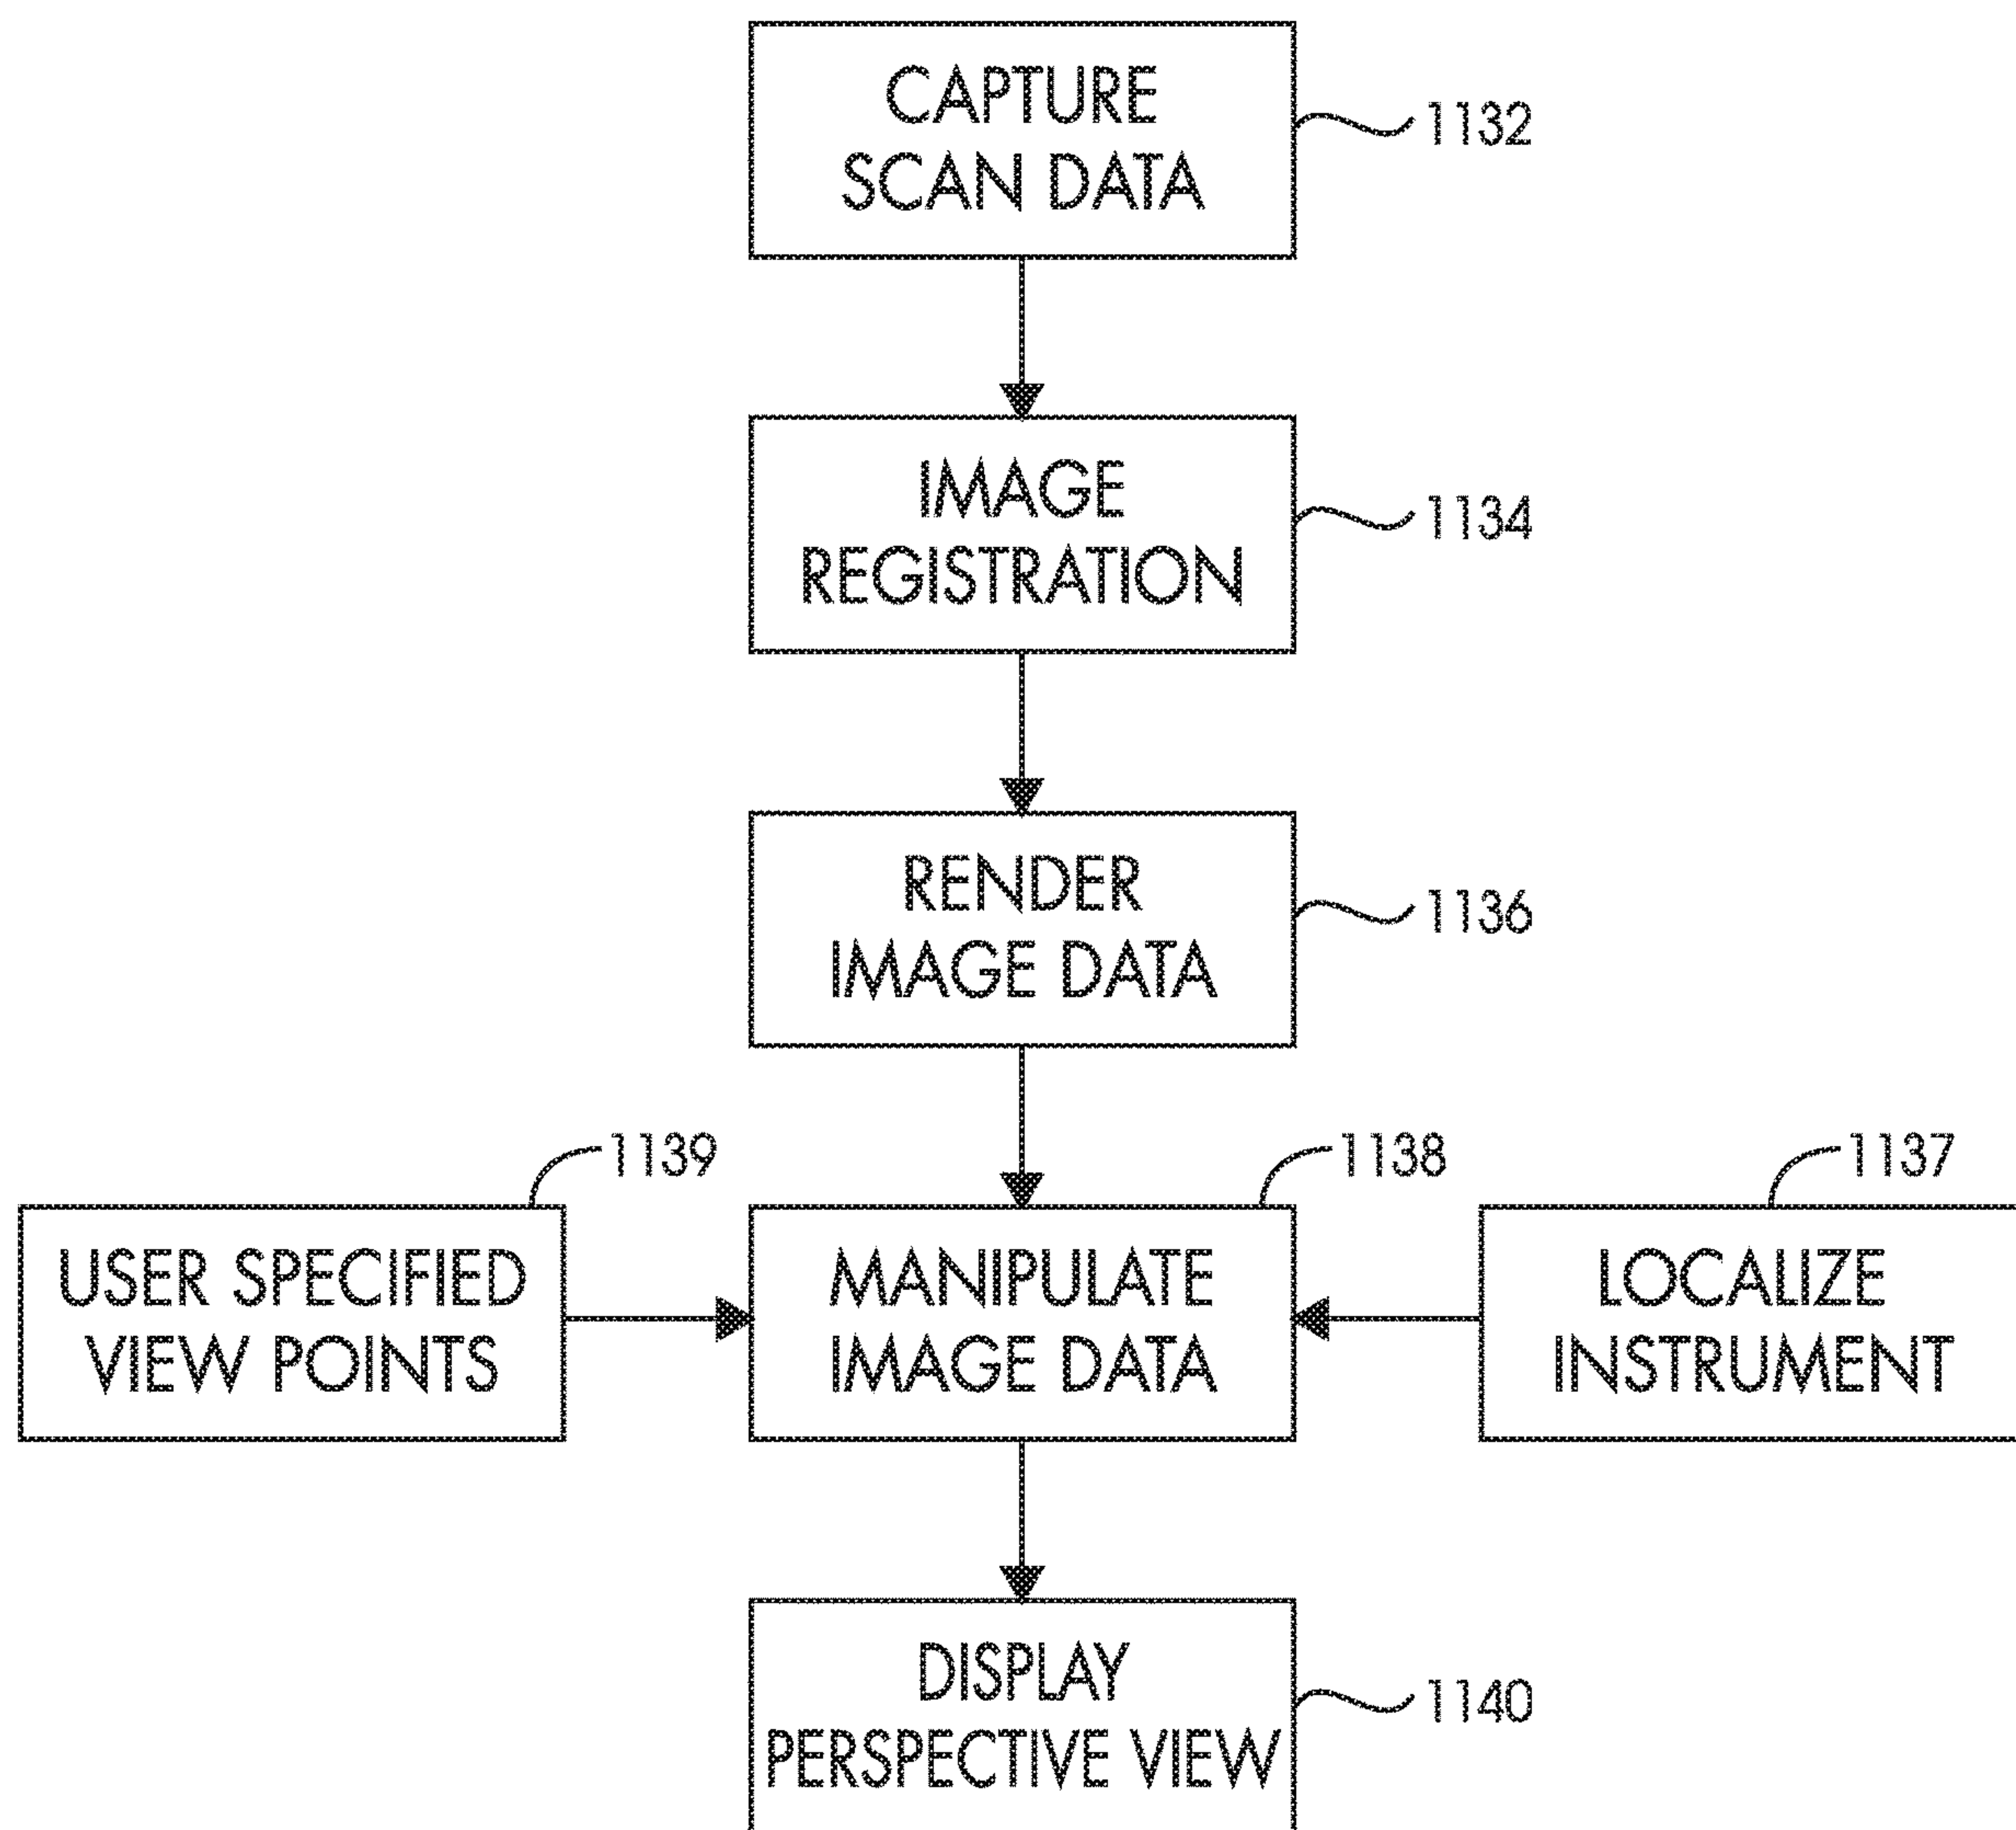 CAPTURE
SCAN DATA
1132
IMAGE
REGISTRATION
1134
RENDER
IMAGE DATA
1136
1139
1138
1137
USER SPECIFIED
VIEW POINTS
MANIPULATE
IMAGE DATA
LOCALIZE
INSTRUMENT
DISPLAY
PERSPECTIVE VIEW
1140